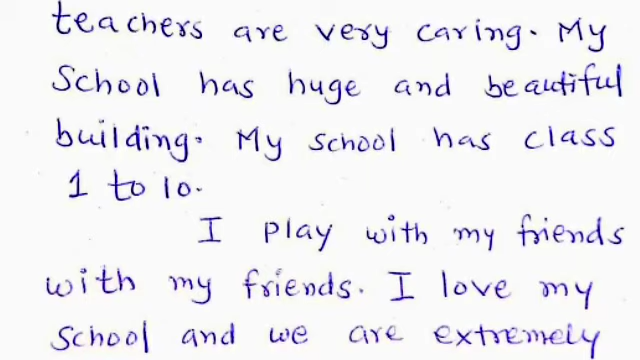 teachers are very caring. My
School has huge and beautiful
building. My school has class
1 to 10.
I play with my friends
with my friends. I love my
school and we are extremely